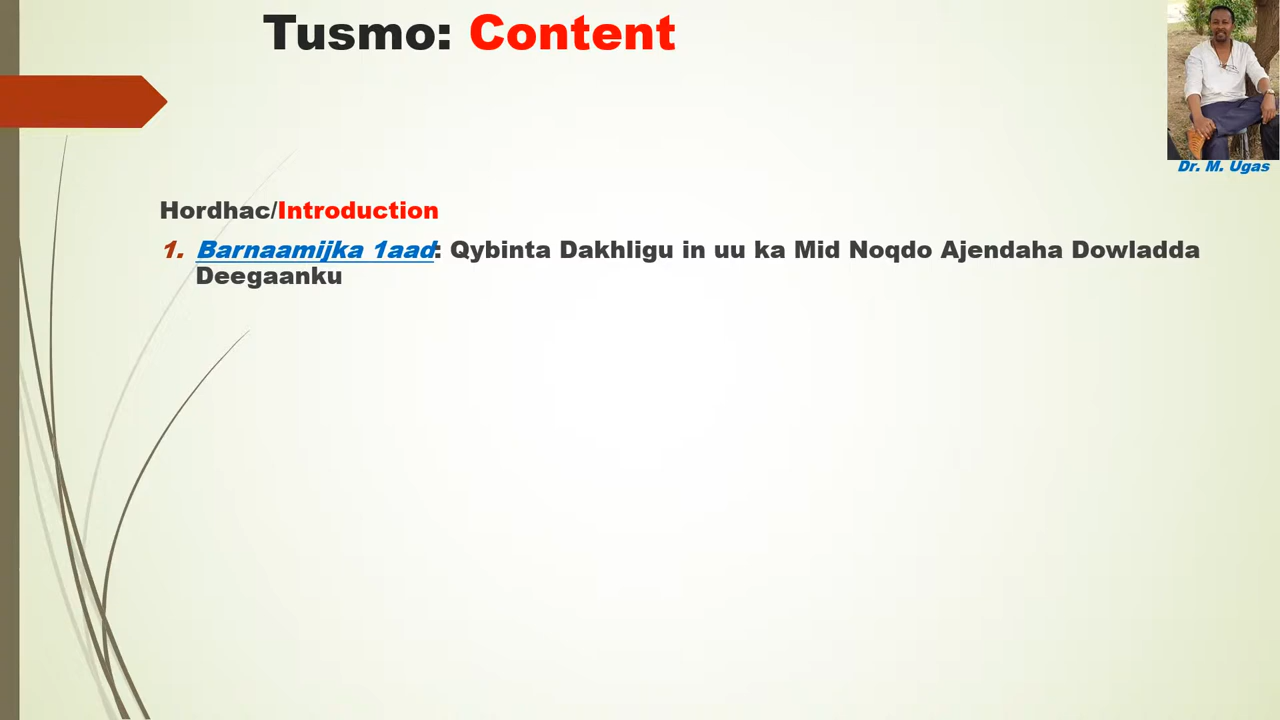 Tusmo: Content
Dr. M. Ugas
Hordhac/Introduction
1. Barnaamijka 1aad: Qybinta Dakhligu in uu ka Mid Noqdo Ajendaha Dowladda
Deegaanku